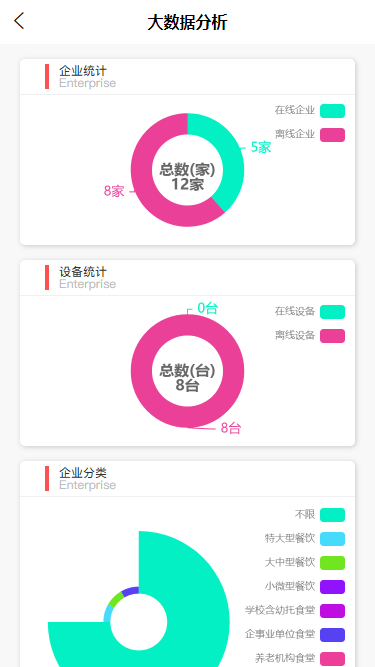 大数据分析
企业统计
Enterprise
在线企业
离线企业
5家
总数(家)
12家
8家
设备统计
Enterprise
0台
在线设备
离线设备
总数(台)
8台
8台
企业分类
Enterprise
不限
特大型餐饮
大中型餐饮
小微型餐饮
学校含幼托食堂
企事业单位食堂
养老机构食堂